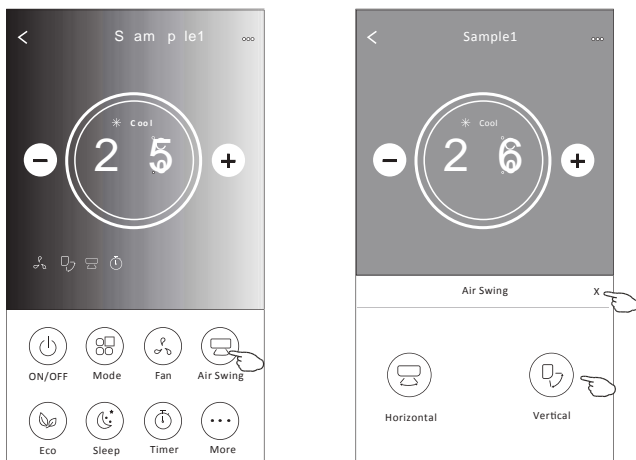 S am p le1
Cool
2 5
ON/OFF Mode Fan Air Swing
Eco Sleep Timer More
Sample1
Cool
2 6
Air Swing X
Horizontal Vertical